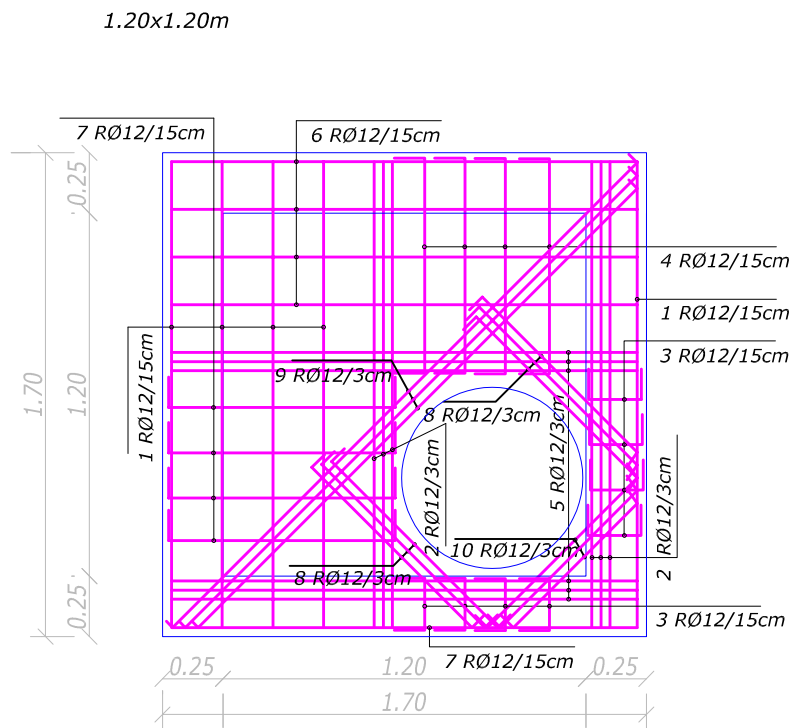 1.20x1.20m
7 RØ12/15cm
6 RØ12/15cm
0.25
4 RØ12/15cm
1 RØ12/15cm
3 RØ12/15cm
1.70
1.20
1 RØ12/15cm
9 RØ12/3cm
8 RØ12/3cm
5 RØ12/3cm
2 RØ12/3cm
2 RØ12/3cm
10 RØ12/3cm
8 RØ12/3cm
0.25
3 RØ12/15cm
7 RØ12/15cm
0.25
1.20
0.25
1.70